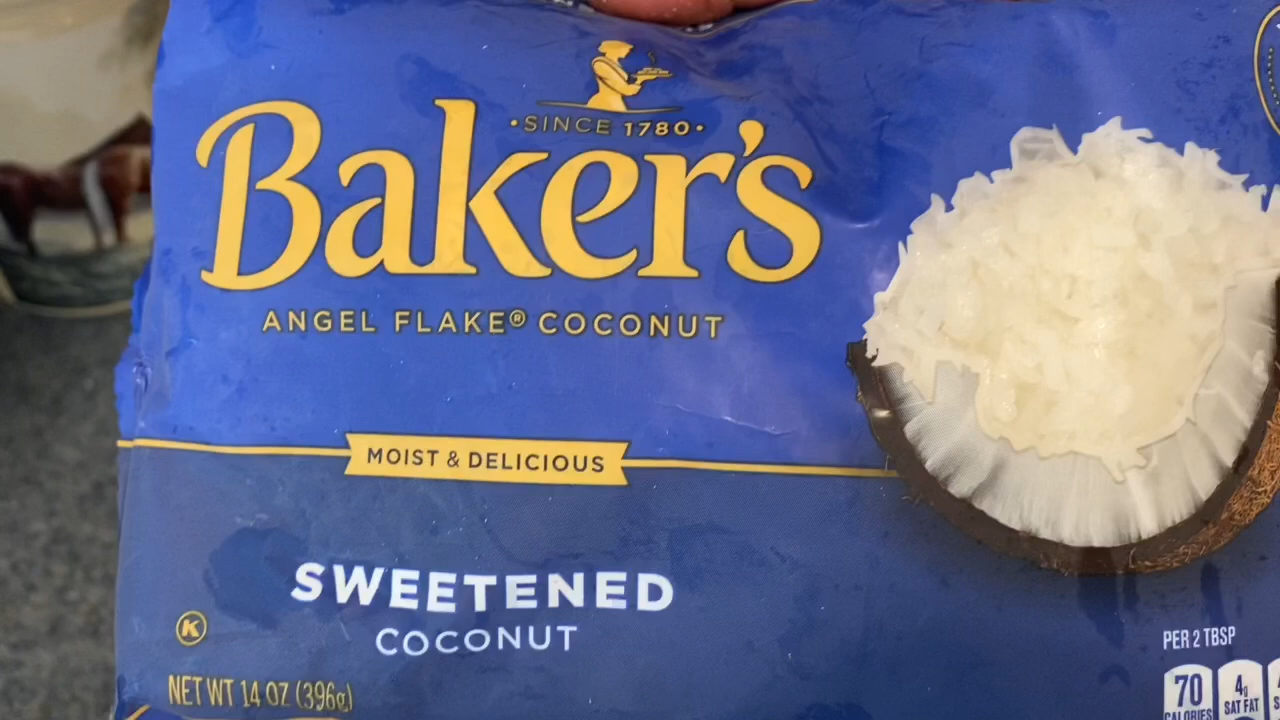 •SINCE 1780•
Baker's
ANGEL FLAKE® COCONUT
MOIST & DELICIOUS
SWEETENED
COCONUT
K
NET WT 14 OZ (396g)
PER 2 TBSP
70
CALORIES
4g
SAT FAT